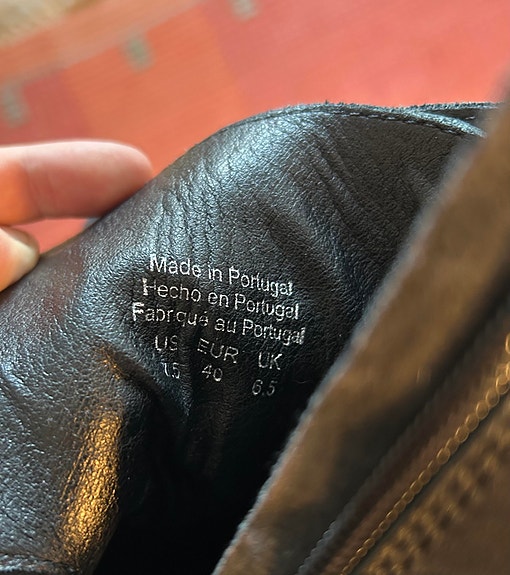 Made in Portugal
Hecho en Portugal
Fabriqué au Portugal
US EUR UK
40 6.5